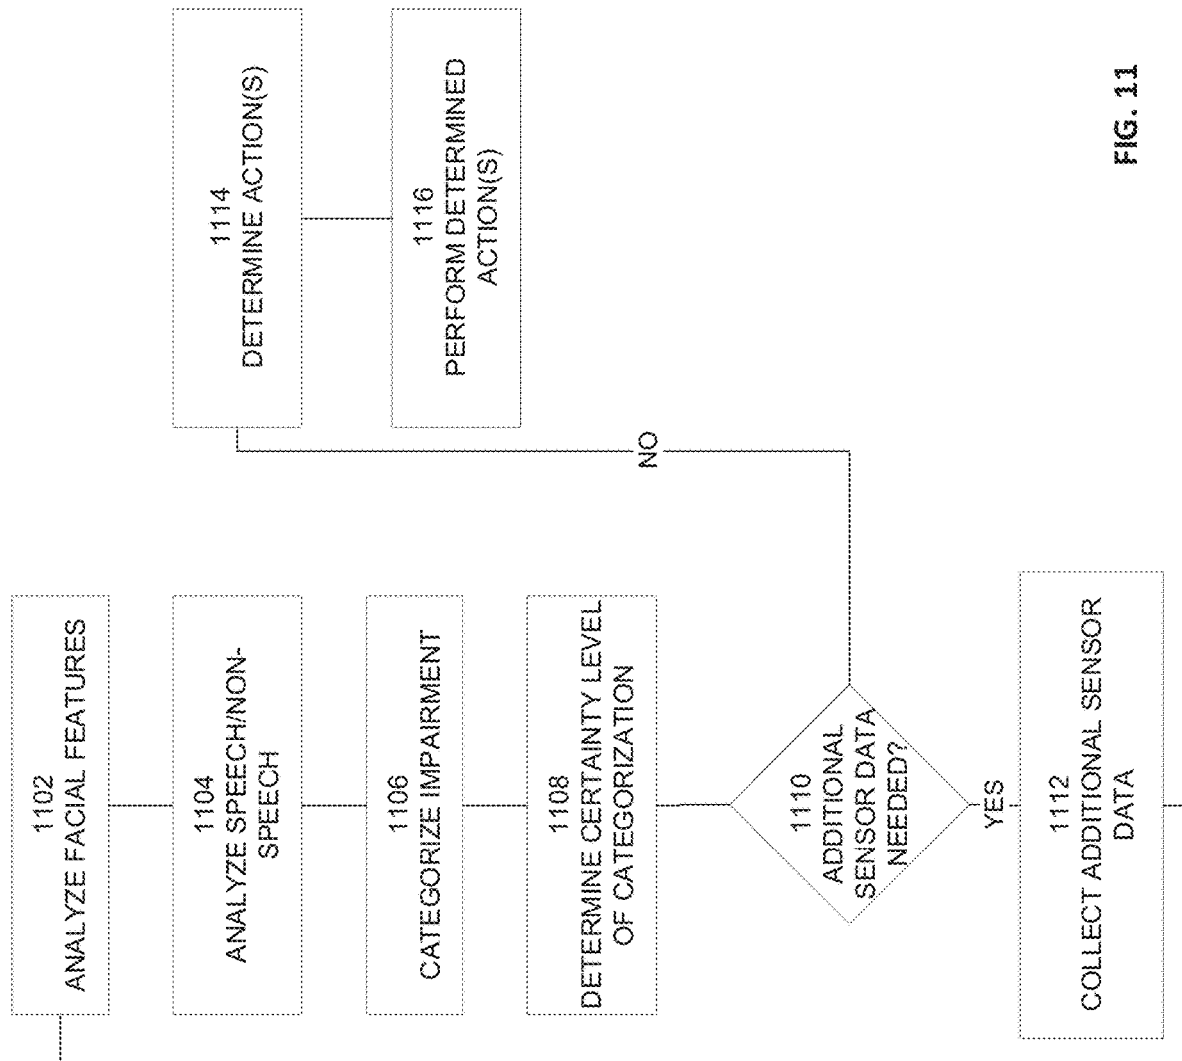 1102
ANALYZE FACIAL FEATURES
1104
ANALYZE SPEECH/NON-
SPEECH
1106
CATEGORIZE IMPAIRMENT
1108
DETERMINE CERTAINTY LEVEL
OF CATEGORIZATION
1110
ADDITIONAL
SENSOR DATA
NEEDED?
YES
1112
COLLECT ADDITIONAL SENSOR
DATA
NO
1114
DETERMINE ACTION(S)
1116
PERFORM DETERMINED
ACTION(S)
FIG. 11